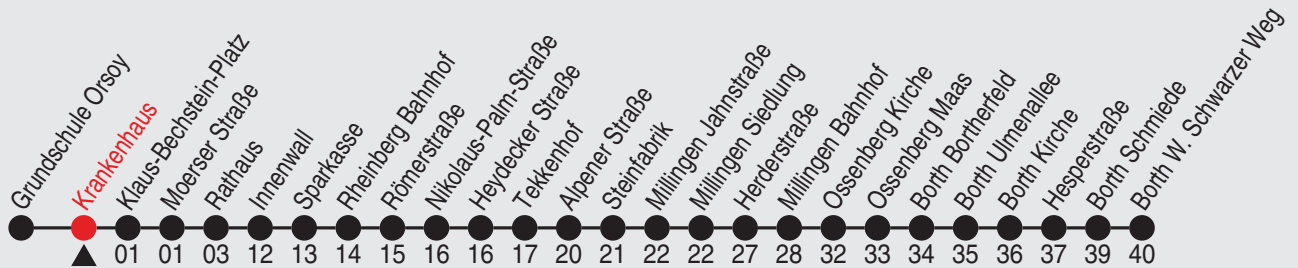 Grundschule Orsoy
Krankenhaus
Klaus-Bechstein-Platz
Moerser Straße
Rathaus
Innenwall
Sparkasse
Rheinberg Bahnhof
Römerstraße
Nikolaus-Palm-Straße
Heydecker Straße
Tekkenhof
Alpener Straße
Steinfabrik
Millingen Jahnstraße
Millingen Siedlung
Herderstraße
Millingen Bahnhof
Ossenberg Kirche
Ossenberg Maas
Borth Bortherfeld
Borth Ulmenallee
Borth Kirche
Hesperstraße
Borth Schmiede
Borth W. Schwarzer Weg
01 01 03 12 13 14 15 16 16 17 20 21 22 22 27 28 32 33 34 35 36 37 39 40